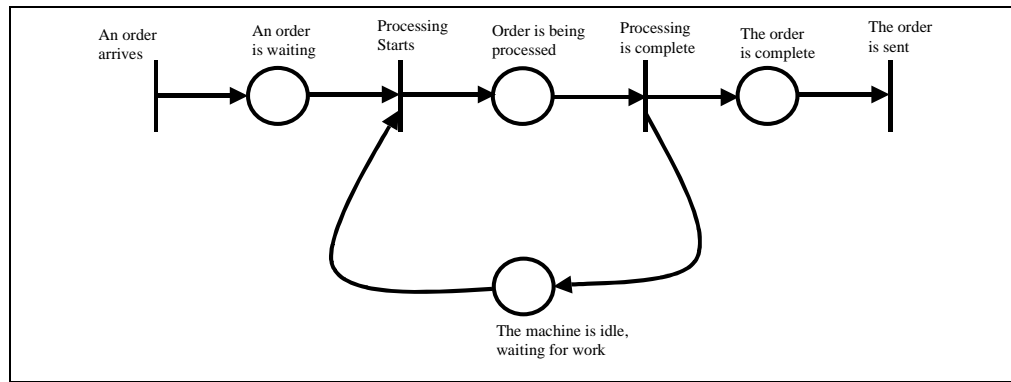 An order
arrives
An order
is waiting
Processing
Starts
Order is being
processed
Processing
is complete
The order
is complete
The order
is sent
The machine is idle,
waiting for work